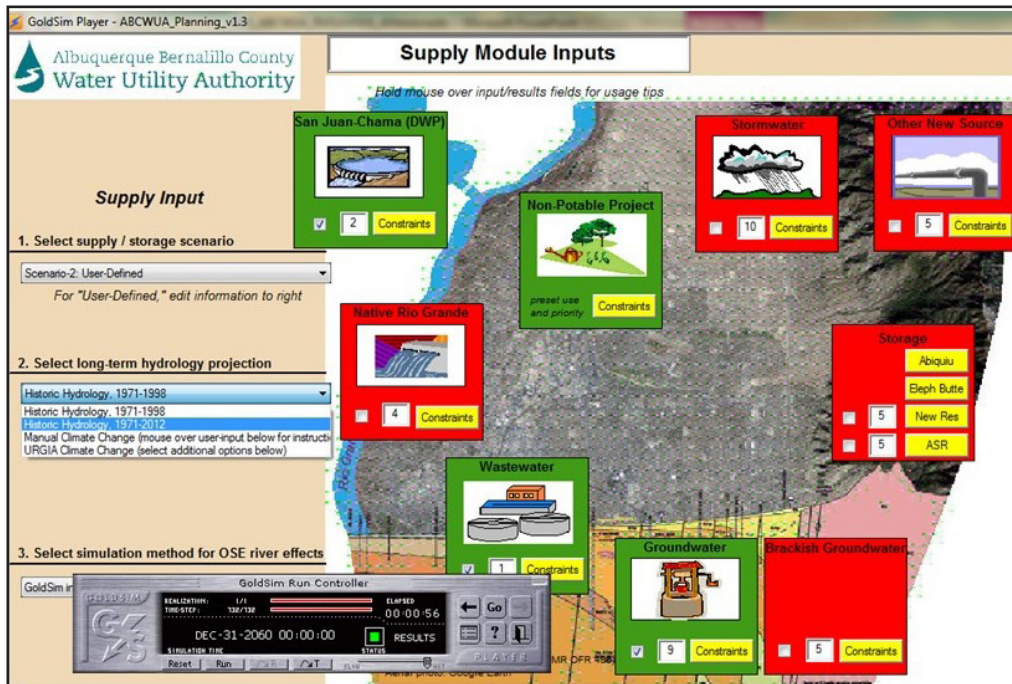 GoldSim Player - ABCWUA_Planning_v1.3
Albuquerque Bernalillo County
Water Utility Authority
Supply Module Inputs
Hold mouse over input/results fields for usage tips
Supply Input
1. Select supply / storage scenario
Scenario-2: User-Defined
For "User-Defined," edit information to right
2. Select long-term hydrology projection
Historic Hydrology, 1971-1998
Historic Hydrology, 1971-1998
Historic Hydrology, 1971-2012
Manual Climate Change (mouse over user-input below for instructi
URGIA Climate Change (select additional options below)
3. Select simulation method for OSE river effects
GoldSim in
San Juan-Chama (DWP)
2 Constraints
Non-Potable Project
preset use
and priority
Constraints
Stormwater
10 Constraints
Other New Source
5 Constraints
Native Rio Grande
4 Constraints
Storage
Abiquiu
Eleph Butte
5 New Res
5 ASR
Wastewater
1 Constraints
Groundwater
9 Constraints
Brackish Groundwater
5 Constraints
Rio Gra
GoldSim Run Controller
GOLDSIM
REALIZATION: 1/1
TIME-STEP: 732/732
ELAPSED
00:00:56
DEC-31-2060 00:00:00
SIMULATION TIME
STATUS
RESULTS
Go
?
PLAYER
Reset
Run
T
Aerial photo: Google Earth